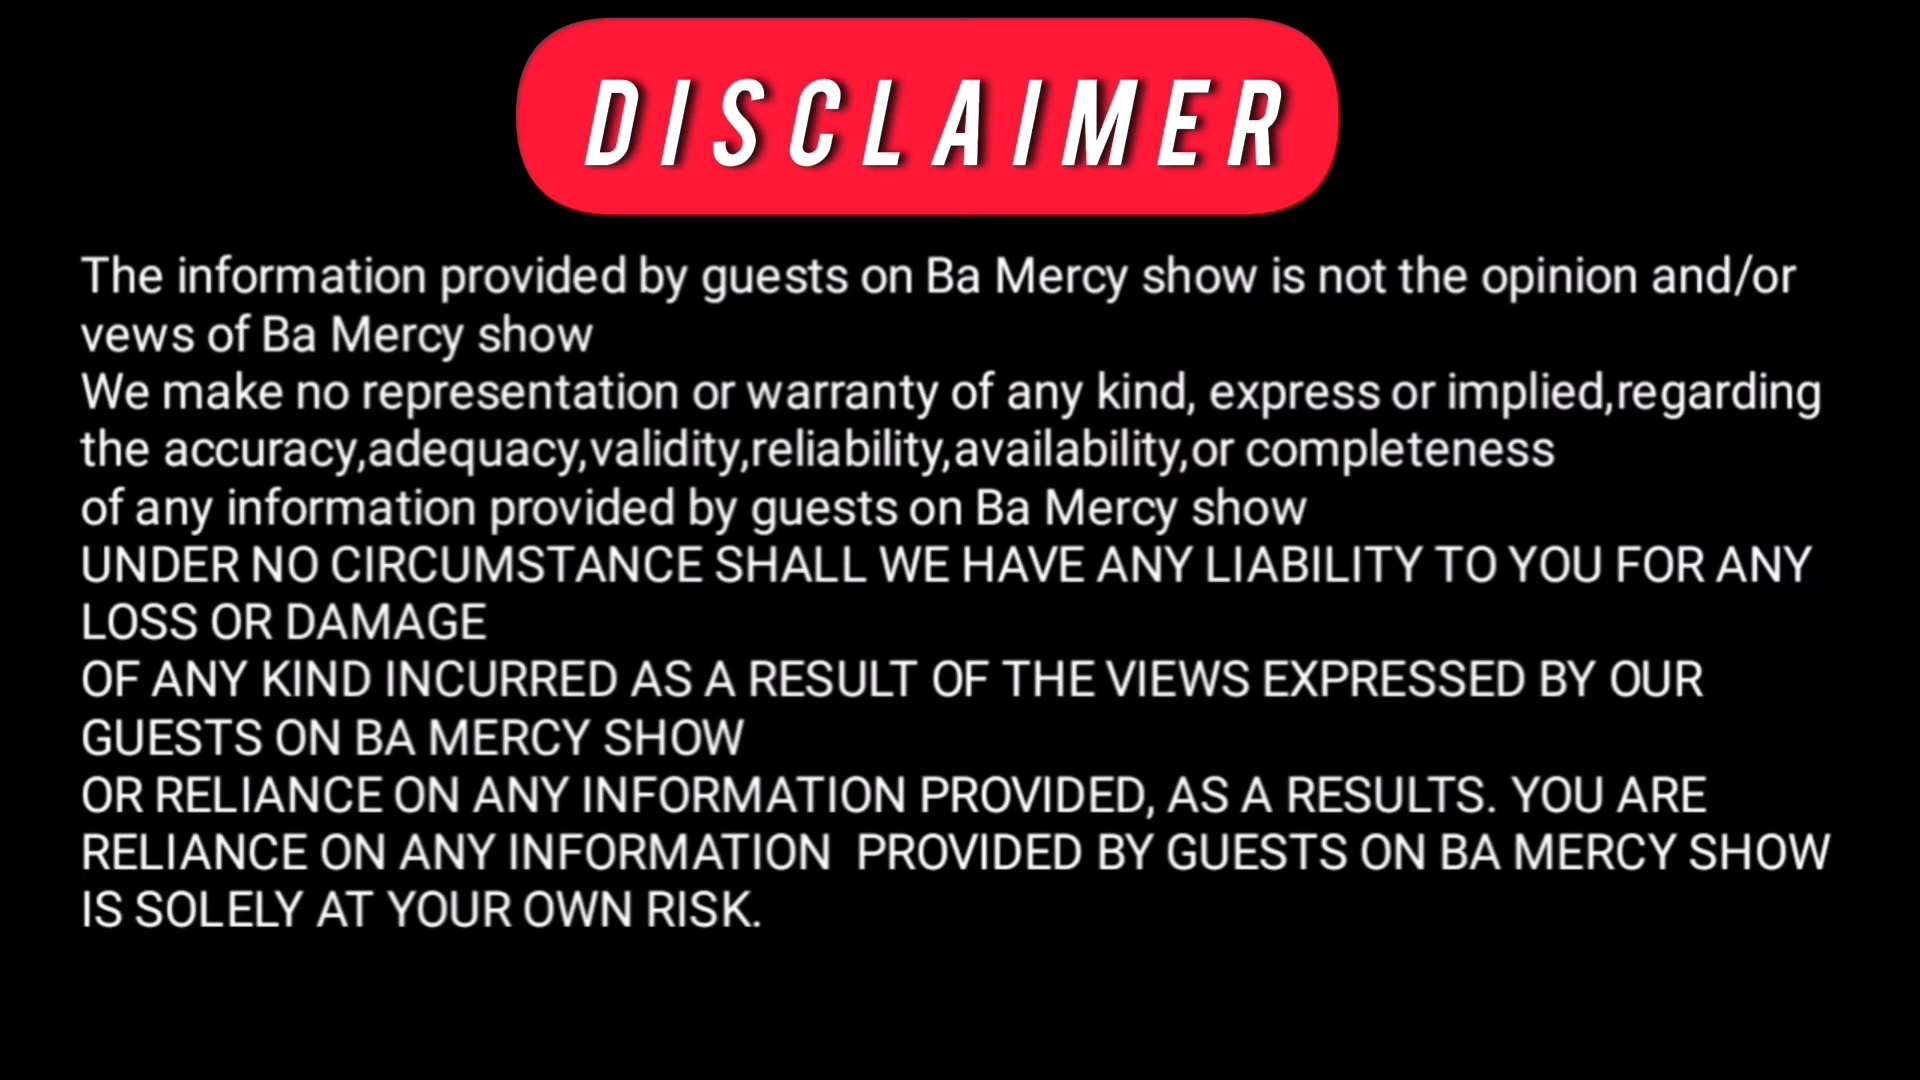 DISCLAIMER
The information provided by guests on Ba Mercy show is not the opinion and/or
vews of Ba Mercy show
We make no representation or warranty of any kind, express or implied,regarding
the accuracy,adequacy,validity,reliability,availability,or completeness
of any information provided by guests on Ba Mercy show
UNDER NO CIRCUMSTANCE SHALL WE HAVE ANY LIABILITY TO YOU FOR ANY
LOSS OR DAMAGE
OF ANY KIND INCURRED AS A RESULT OF THE VIEWS EXPRESSED BY OUR
GUESTS ON BA MERCY SHOW
OR RELIANCE ON ANY INFORMATION PROVIDED, AS A RESULTS. YOU ARE
RELIANCE ON ANY INFORMATION  PROVIDED BY GUESTS ON BA MERCY SHOW
IS SOLELY AT YOUR OWN RISK.